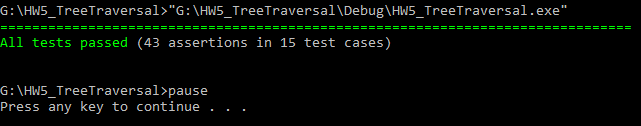 G:\HW5_TreeTraversal>"G:\HW5_TreeTraversal\Debug\HW5_TreeTraversal.exe"
===============================================================================
All tests passed (43 assertions in 15 test cases)
G:\HW5_TreeTraversal>pause
Press any key to continue . . .